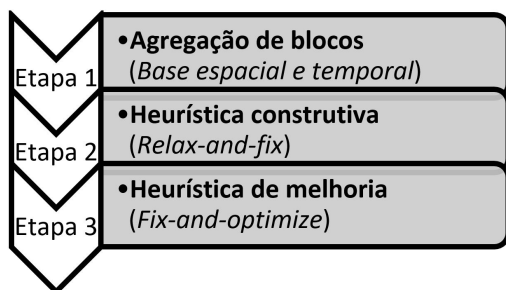 Etapa 1
•Agregação de blocos
(Base espacial e temporal)
Etapa 2
•Heurística construtiva
(Relax-and-fix)
Etapa 3
•Heurística de melhoria
(Fix-and-optimize)